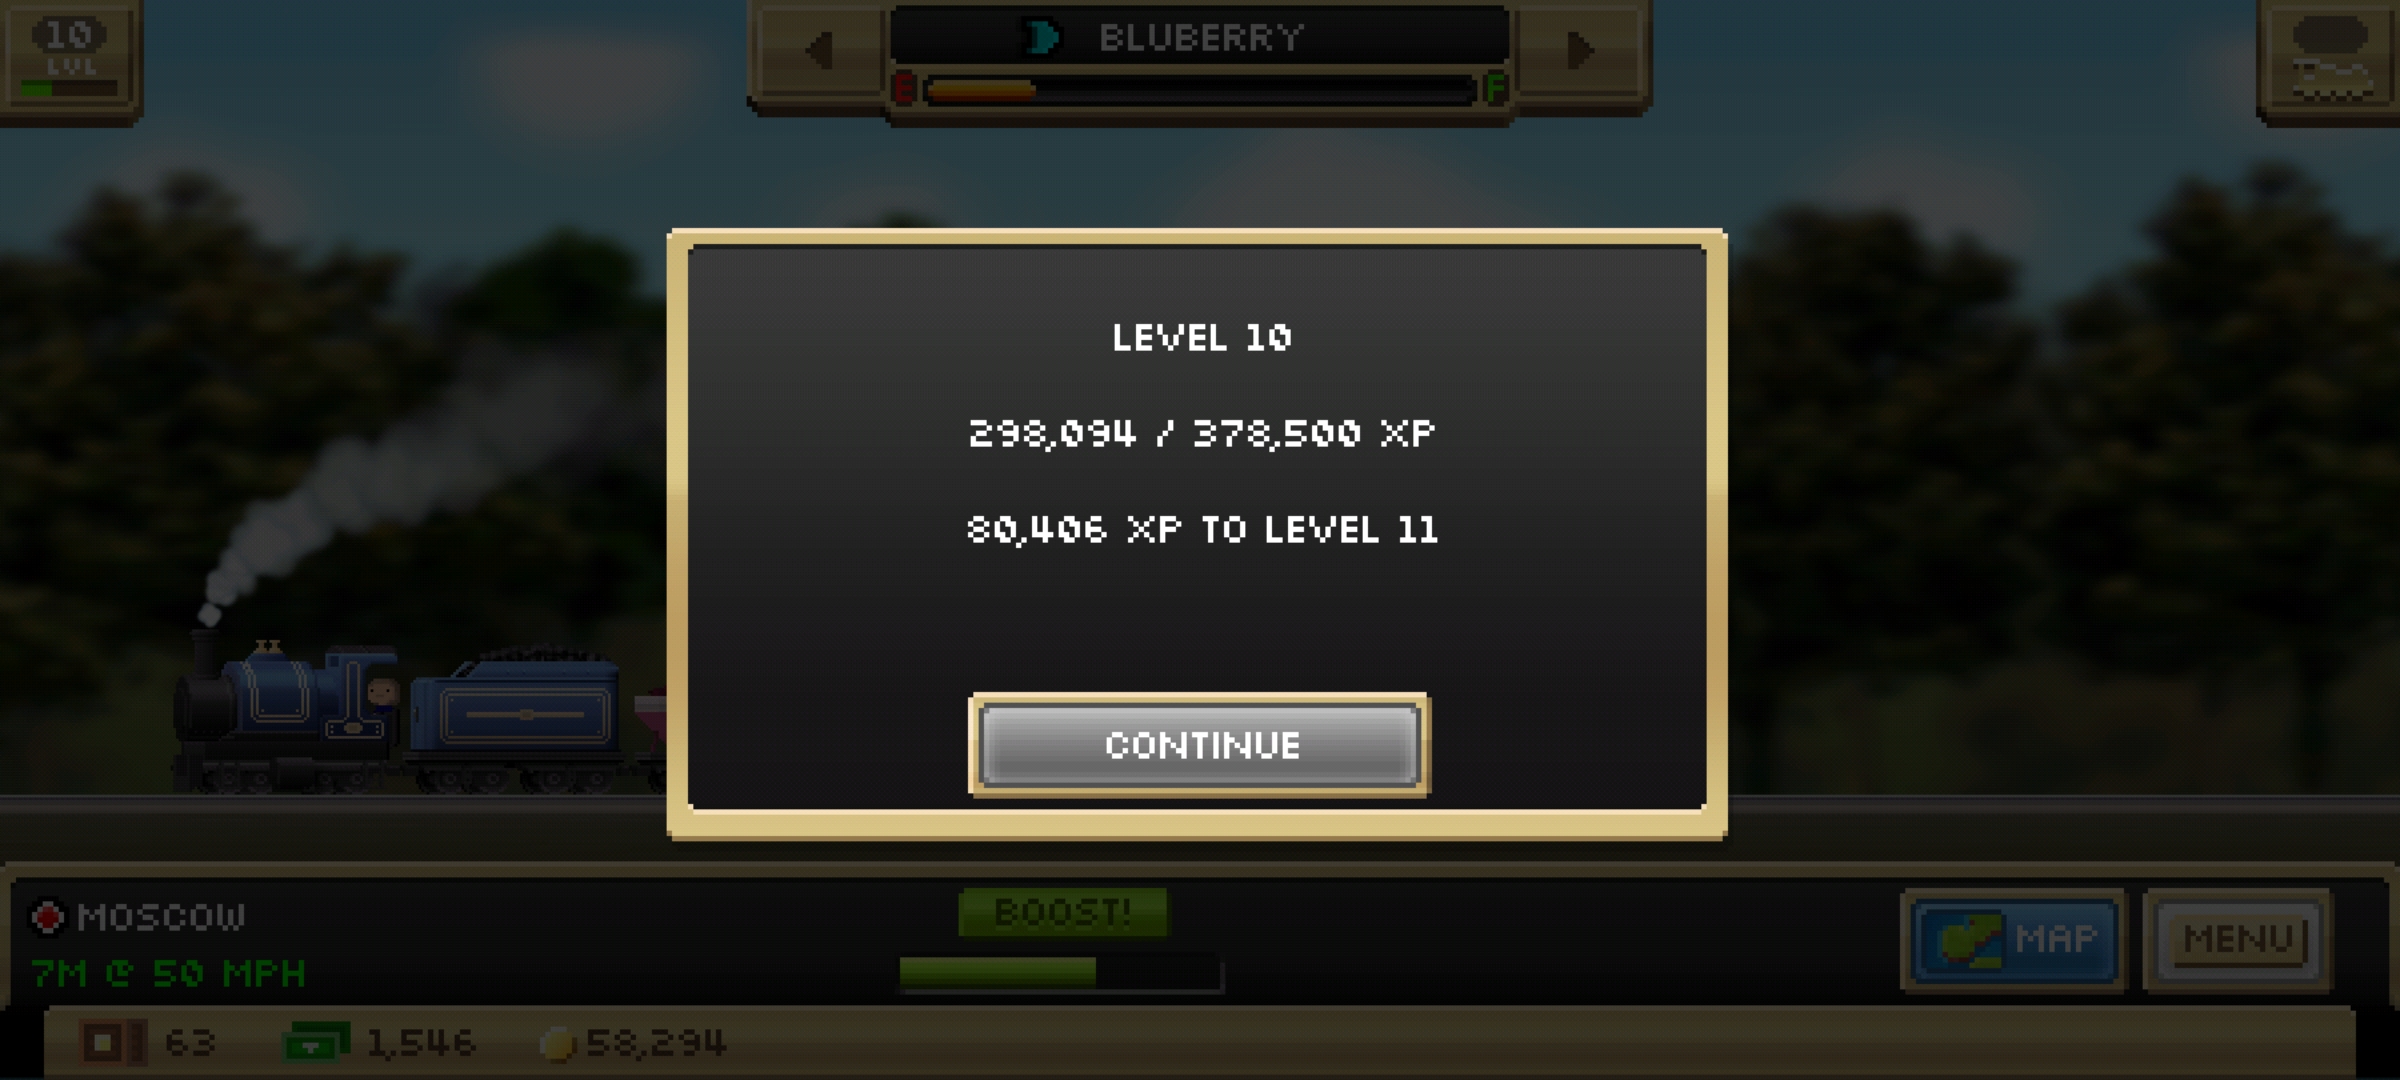 10
LVL
BLUBERRY
E F
LEVEL 10
298,094 / 378,500 XP
80,406 XP TO LEVEL 11
CONTINUE
MOSCOW
7M @ 50 MPH
BOOST!
MAP
MENU
63 1,546 58,294